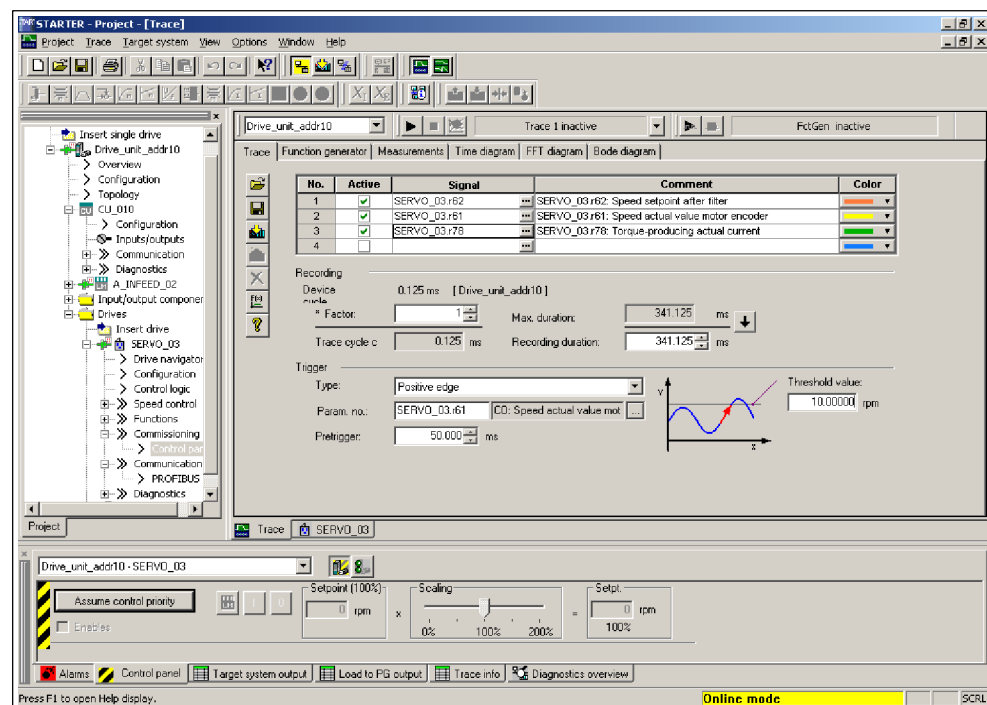 STARTER - Project - [Trace]
Project Trace Target system View Options Window Help
Drive_unit_addr10 Trace 1 inactive FctGen inactive
Insert single drive
Drive_unit_addr10
Overview
Configuration
Topology
CU_010
Configuration
Inputs/outputs
Communication
Diagnostics
A_INFEED_02
Input/output componer
Drives
Insert drive
SERVO_03
Drive navigator
Configuration
Control logic
Speed control
Functions
Commissioning
Control par
Communication
PROFIBUS
Diagnostics
Project
Trace Function generator Measurements Time diagram FFT diagram Bode diagram
No. Active Signal Comment Color
1 SERVO_03.r62 ... SERVO_03.r62: Speed setpoint after filter
2 SERVO_03.r61 ... SERVO_03.r61: Speed actual value motor encoder
3 SERVO_03.r78 ... SERVO_03.r78: Torque-producing actual current
4 ...
Recording
Device 0.125 ms [Drive_unit_addr10]
* Factor: 1 Max. duration: 341.125 ms
Trace cycle c 0.125 ms Recording duration: 341.125 ms
Trigger
Type: Positive edge
Param. no.: SERVO_03.r61 CO: Speed actual value mot ...
Pretrigger: 50.000 ms
Y
X
Threshold value:
10.00000 rpm
Trace SERVO_03
Drive_unit_addr10 - SERVO_03
Assume control priority
Enables
I 0
Setpoint (100%)
0 rpm
x
Scaling
0% 100% 200%
=
Setpt.
0 rpm
100%
Alarms Control panel Target system output Load to PG output Trace info Diagnostics overview
Press F1 to open Help display. Online mode SCRL